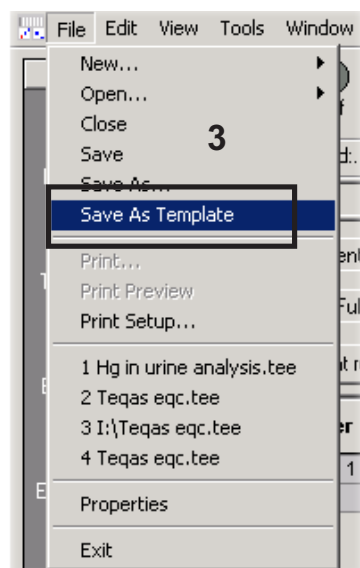 File Edit View Tools Window
New...
Open...
Close
3
Save
Save As...
Save As Template
Print...
Print Preview
Print Setup...
1 Hg in urine analysis.tee
2 Teqas eqc.tee
3 I:\Teqas eqc.tee
4 Teqas eqc.tee
1
Properties
Exit